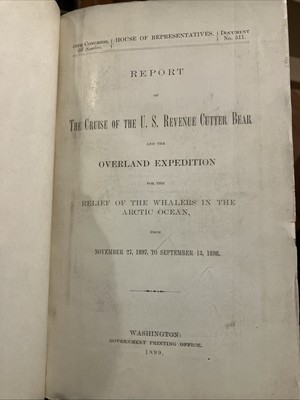 CONGRESS, HOUSE OF REPRESENTATIVES. DOCUMENT
Session. No. 511.
REPORT
OF
THE CRUISE OF THE U. S. REVENUE CUTTER BEAR
AND THE
OVERLAND EXPEDITION
FOR THE
RELIEF OF THE WHALERS IN THE
ARCTIC OCEAN,
FROM
NOVEMBER 27, 1897, TO SEPTEMBER 13, 1898.
WASHINGTON:
GOVERNMENT PRINTING OFFICE.
1899.